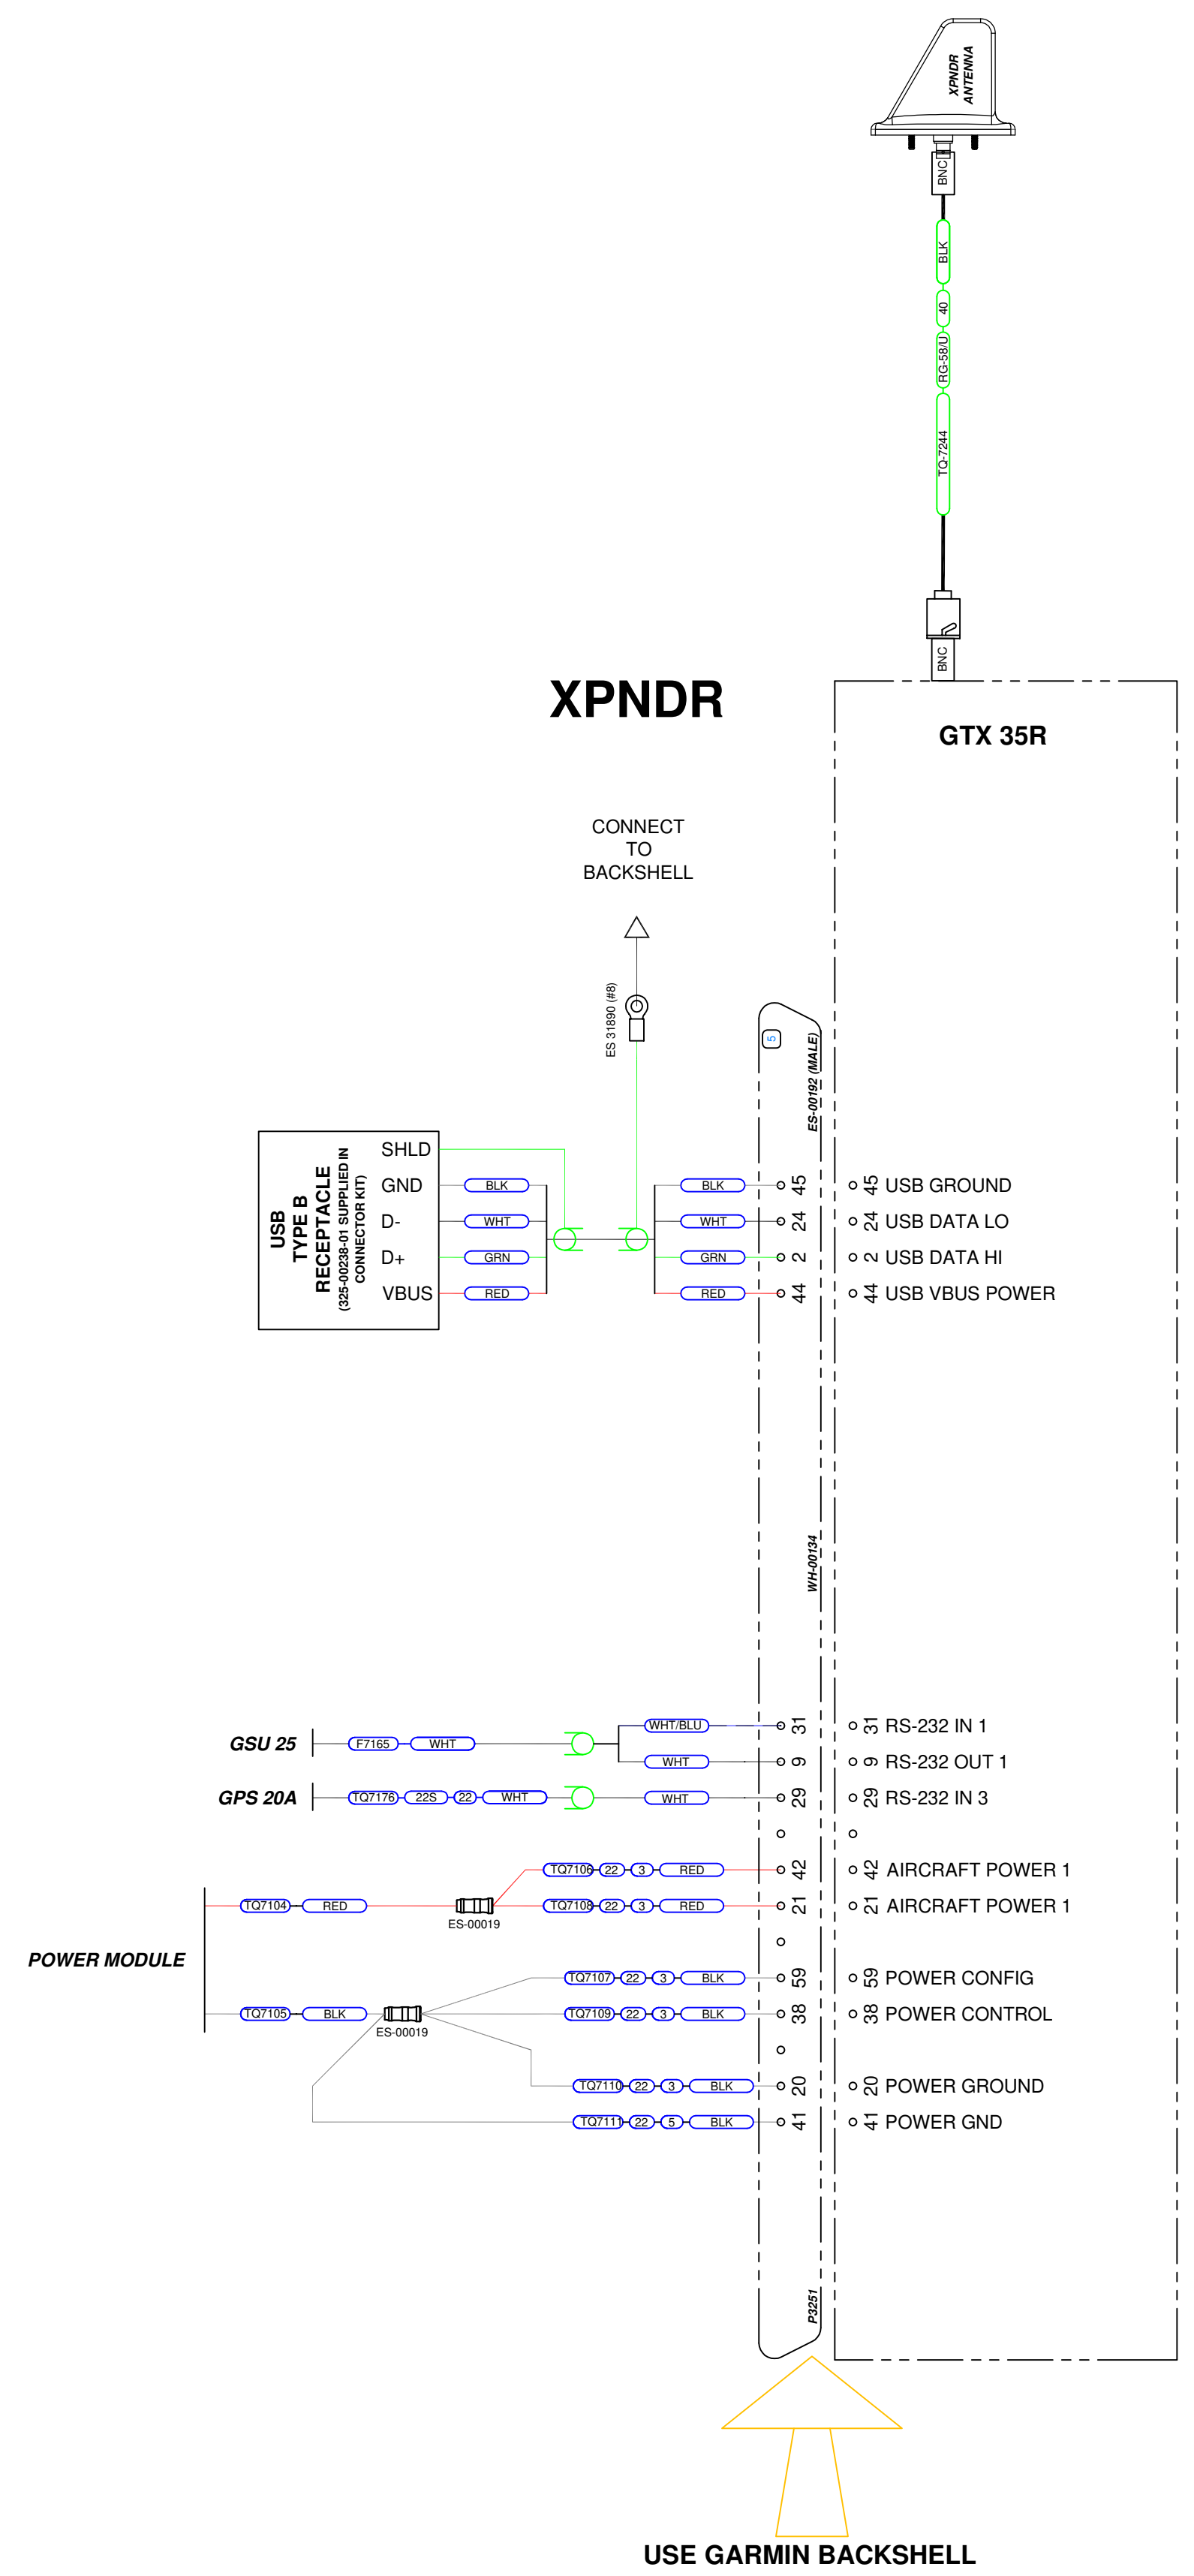 XPNDR
ANTENNA
BNC
BLK
40
RG-58/U
TQ-7244
BNC
XPNDR
GTX 35R
CONNECT
TO
BACKSHELL
ES 31890 (#8)
5
ES-00192 (MALE)
USB
TYPE B
RECEPTACLE
(325-00238-01 SUPPLIED IN
CONNECTOR KIT)
SHLD
GND BLK BLK 45 45 USB GROUND
D- WHT WHT 24 24 USB DATA LO
D+ GRN GRN 2 2 USB DATA HI
VBUS RED RED 44 44 USB VBUS POWER
WH-00134
WHT/BLU 31 31 RS-232 IN 1
GSU 25 F7165 WHT
WHT 9 9 RS-232 OUT 1
GPS 20A TQ7176 22S 22 WHT WHT 29 29 RS-232 IN 3
TQ7106 22 3 RED 42 42 AIRCRAFT POWER 1
TQ7104 RED TQ7108 22 3 RED 21 21 AIRCRAFT POWER 1
ES-00019
POWER MODULE
TQ7107 22 3 BLK 59 59 POWER CONFIG
TQ7105 BLK TQ7109 22 3 BLK 38 38 POWER CONTROL
ES-00019
TQ7110 22 3 BLK 20 20 POWER GROUND
TQ7111 22 5 BLK 41 41 POWER GND
P3251
USE GARMIN BACKSHELL